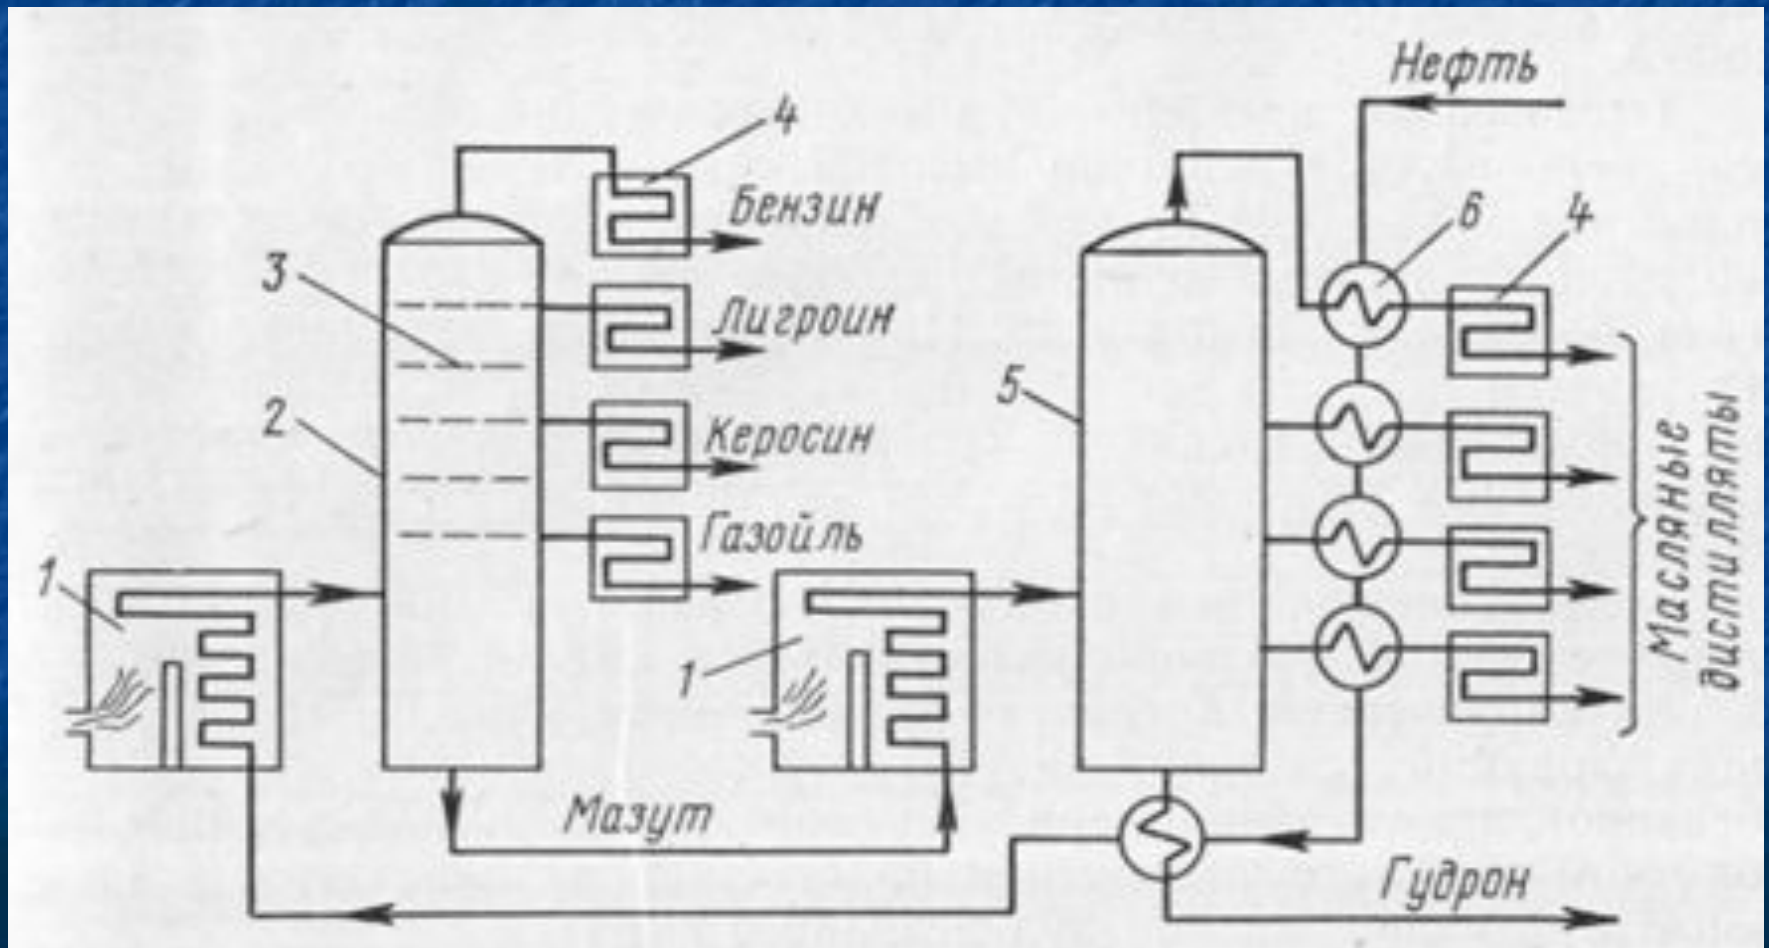 Нефть
4
Бензин
6
4
3
Лигроин
5
2
Керосин
Газойль
1
1
Масляные
дистилляты
Мазут
Гудрон